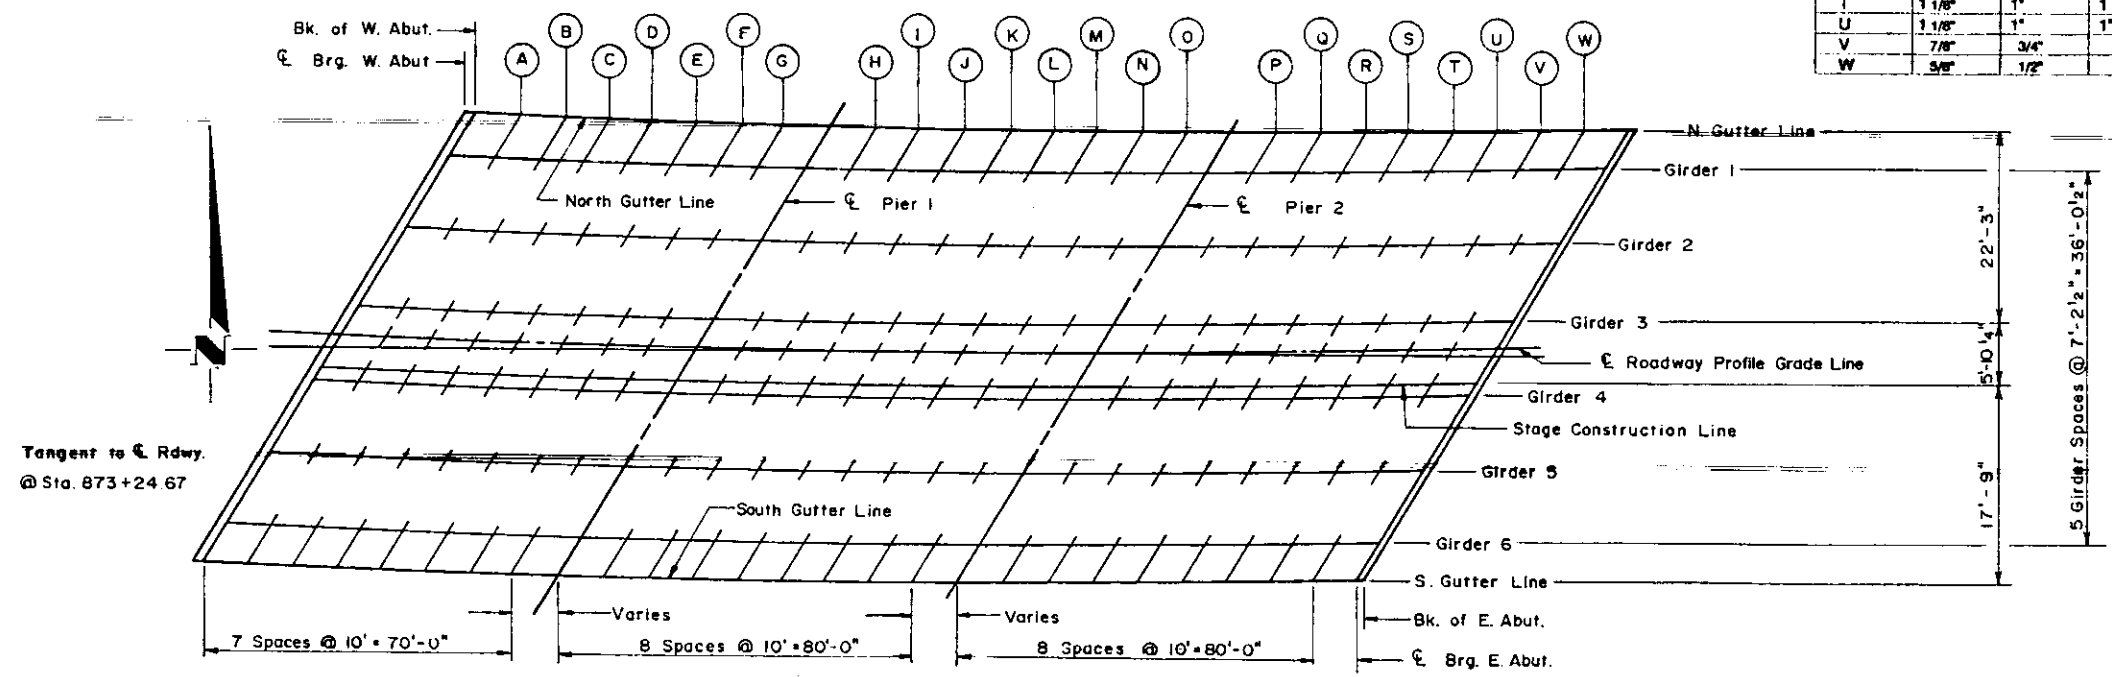 Bk. of W. Abut.
℄ Brg. W. Abut
A
B
C
D
E
F
G
H
I
J
K
L
M
N
O
P
Q
R
S
T
U
V
W
1 1/8" 1"
U 1 1/8" 1" 1"
V 7/8" 3/4"
W 5/8" 1/2"
N. Gutter Line
Girder 1
North Gutter Line
℄ Pier 1
℄ Pier 2
Girder 2
22'-3"
Girder 3
℄ Roadway Profile Grade Line
5'-10 1/4"
5 Girder Spaces @ 7'-2 1/2" = 36'-0 1/2"
Girder 4
Stage Construction Line
N
Tangent to ℄ Rdwy.
@ Sta. 873+24.67
Girder 5
South Gutter Line
17'-9"
Girder 6
S. Gutter Line
Varies
Varies
Bk. of E. Abut.
7 Spaces @ 10' = 70'-0"
8 Spaces @ 10' = 80'-0"
8 Spaces @ 10' = 80'-0"
℄ Brg. E. Abut.